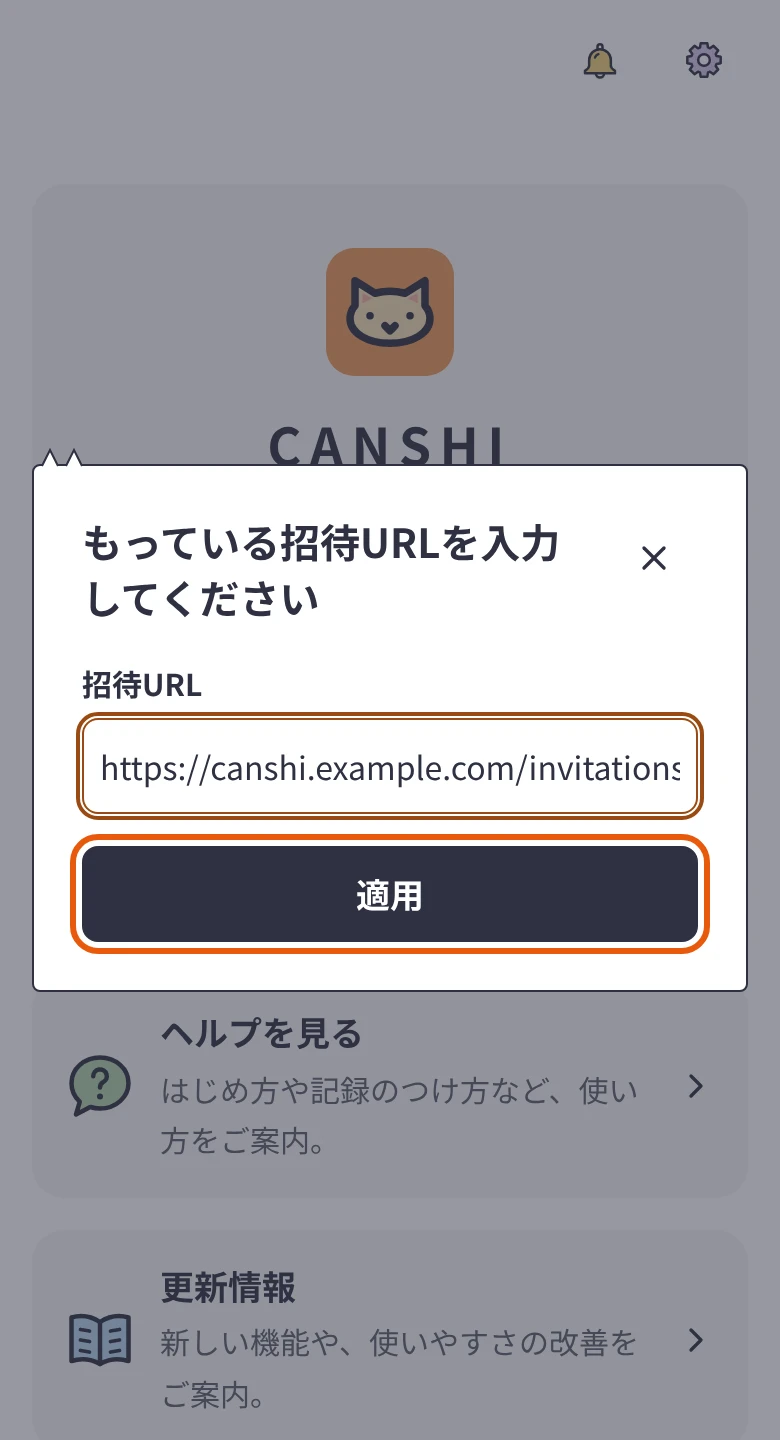 CANSHI
もっている招待URLを入力
してください
招待URL
https://canshi.example.com/invitations
適用
ヘルプを見る
はじめ方や記録のつけ方など、使い
方をご案内。
更新情報
新しい機能や、使いやすさの改善を
ご案内。